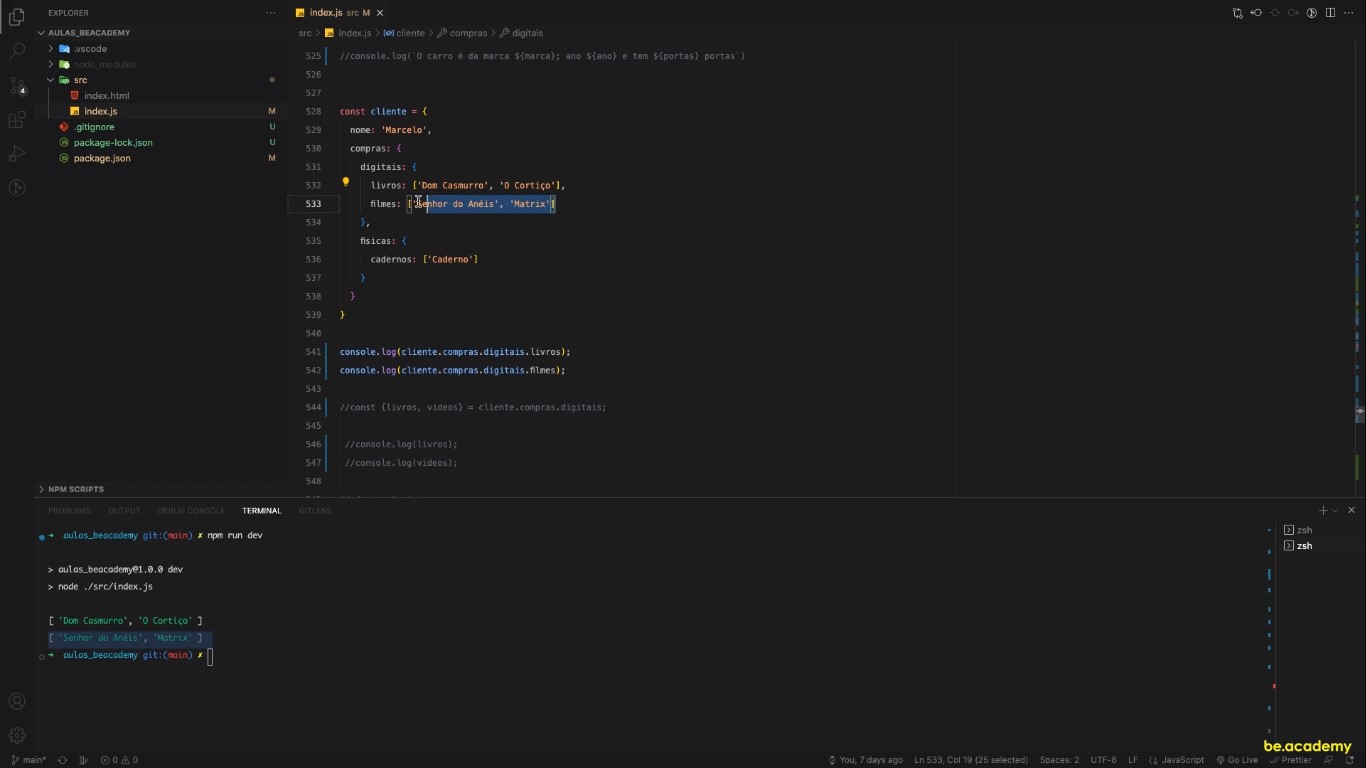 EXPLORER
AULAS_BEACADEMY
.vscode
node_modules
src
index.html
index.js M
.gitignore U
package-lock.json U
package.json M
NPM SCRIPTS
4
index.js src M
src > index.js > cliente > compras > digitais
525 //console.log(`O carro é da marca ${marca}; ano ${ano} e tem ${portas} portas`)
526
527
528 const cliente = {
529 nome: 'Marcelo',
530 compras: {
531 digitais: {
532 livros: ['Dom Casmurro', 'O Cortiço'],
533 filmes: ['Senhor do Anéis', 'Matrix']
534 },
535 fisicas: {
536 cadernos: ['Caderno']
537 }
538 }
539 }
540
541 console.log(cliente.compras.digitais.livros);
542 console.log(cliente.compras.digitais.filmes);
543
544 //const {livros, videos} = cliente.compras.digitais;
545
546 //console.log(livros);
547 //console.log(videos);
548
PROBLEMS OUTPUT DEBUG CONSOLE TERMINAL GITLENS
→ aulas_beacademy git:(main) ✗ npm run dev
> aulas_beacademy@1.0.0 dev
> node ./src/index.js
[ 'Dom Casmurro', 'O Cortiço' ]
[ 'Senhor do Anéis', 'Matrix' ]
→ aulas_beacademy git:(main) ✗
zsh
zsh
be.academy
main* 0 0 You, 7 days ago Ln 533, Col 19 (25 selected) Spaces: 2 UTF-8 LF JavaScript Go Live Prettier